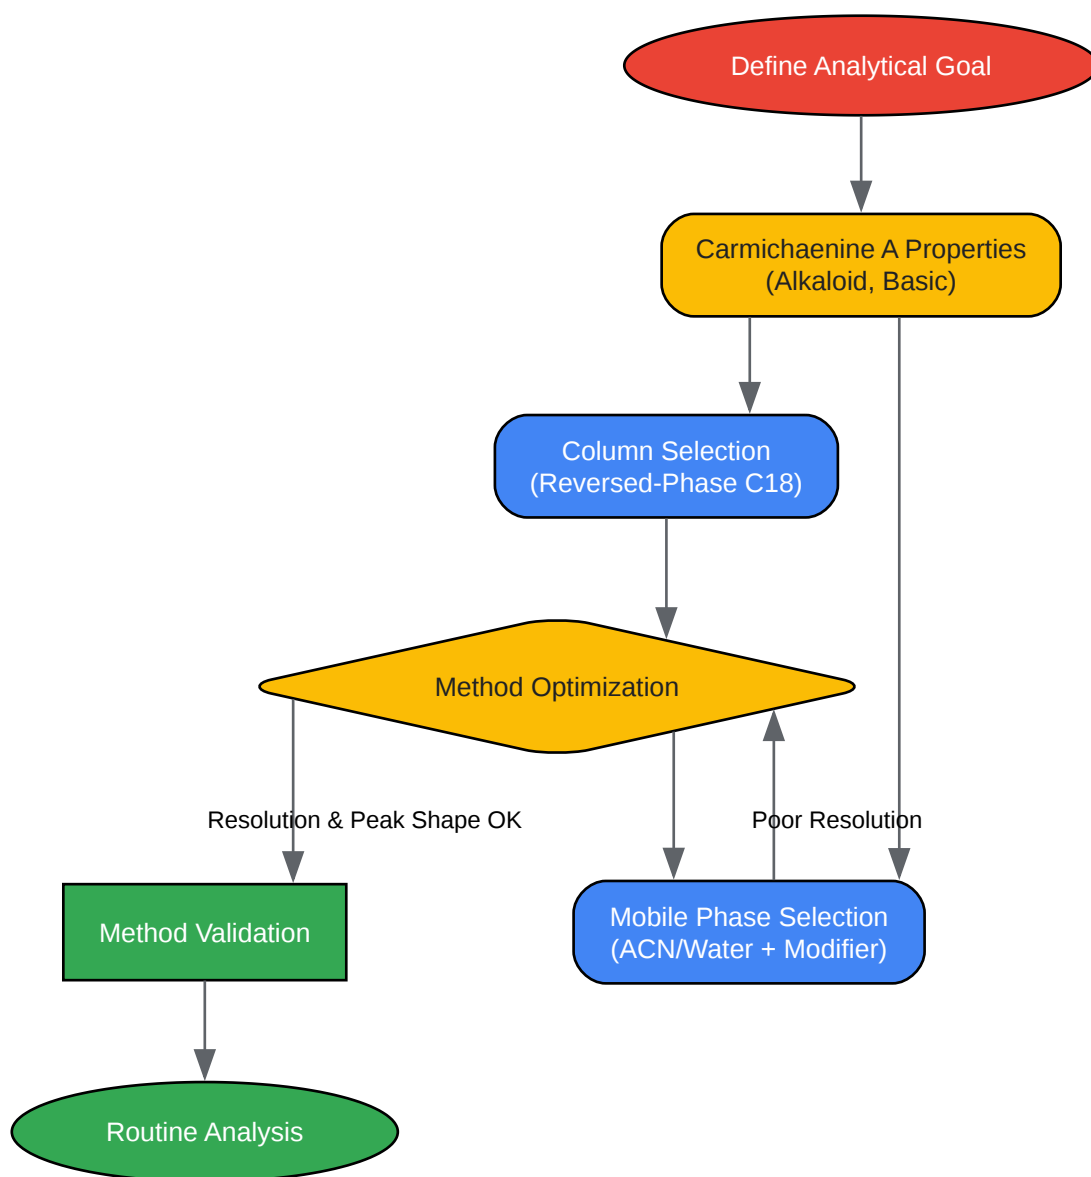 Define Analytical Goal
Carmichaenine A Properties
(Alkaloid, Basic)
Column Selection
(Reversed-Phase C18)
Method Optimization
Resolution & Peak Shape OK
Poor Resolution
Method Validation
Mobile Phase Selection
(ACN/Water + Modifier)
Routine Analysis